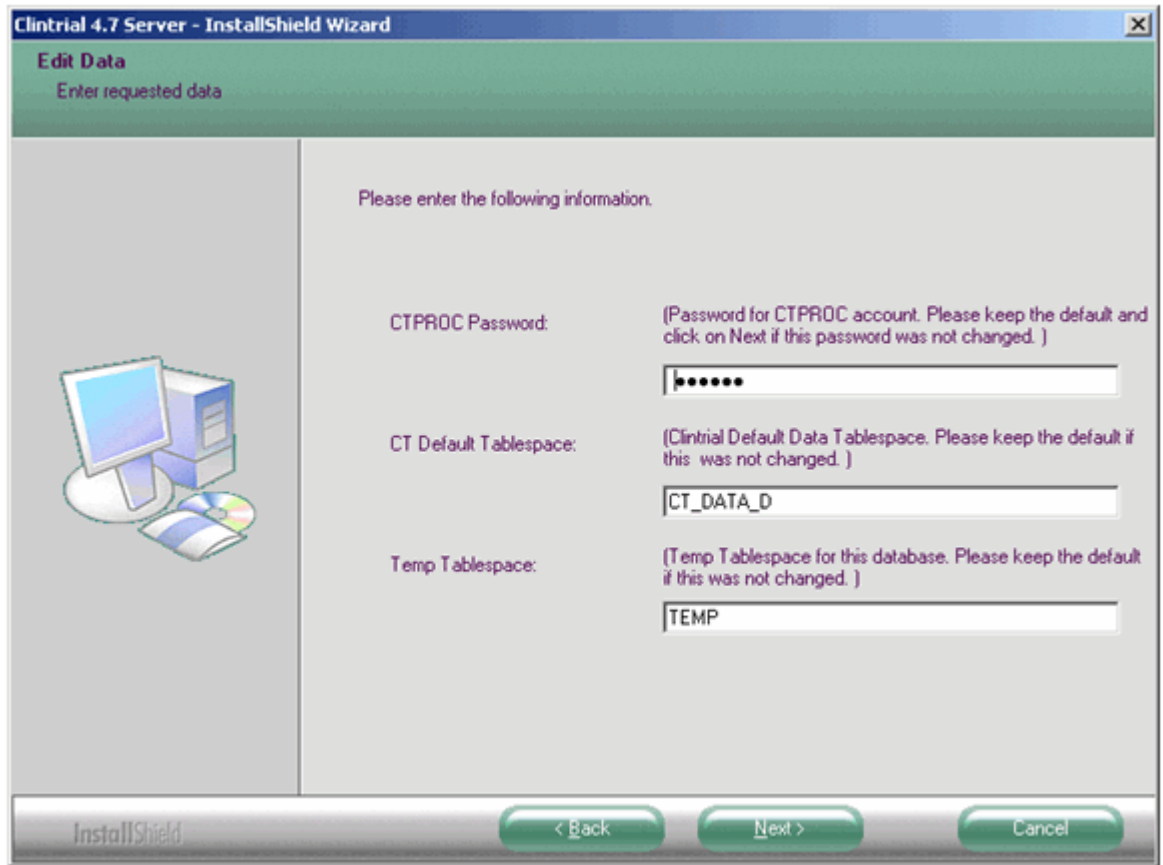 Clintrial 4.7 Server - InstallShield Wizard
Edit Data
Enter requested data
Please enter the following information.
CTPROC Password:
(Password for CTPROC account. Please keep the default and
click on Next if this password was not changed. )
••••••
CT Default Tablespace:
(Clintrial Default Data Tablespace. Please keep the default if
this was not changed. )
CT_DATA_D
Temp Tablespace:
(Temp Tablespace for this database. Please keep the default
if this was not changed. )
TEMP
InstallShield
< Back
Next >
Cancel